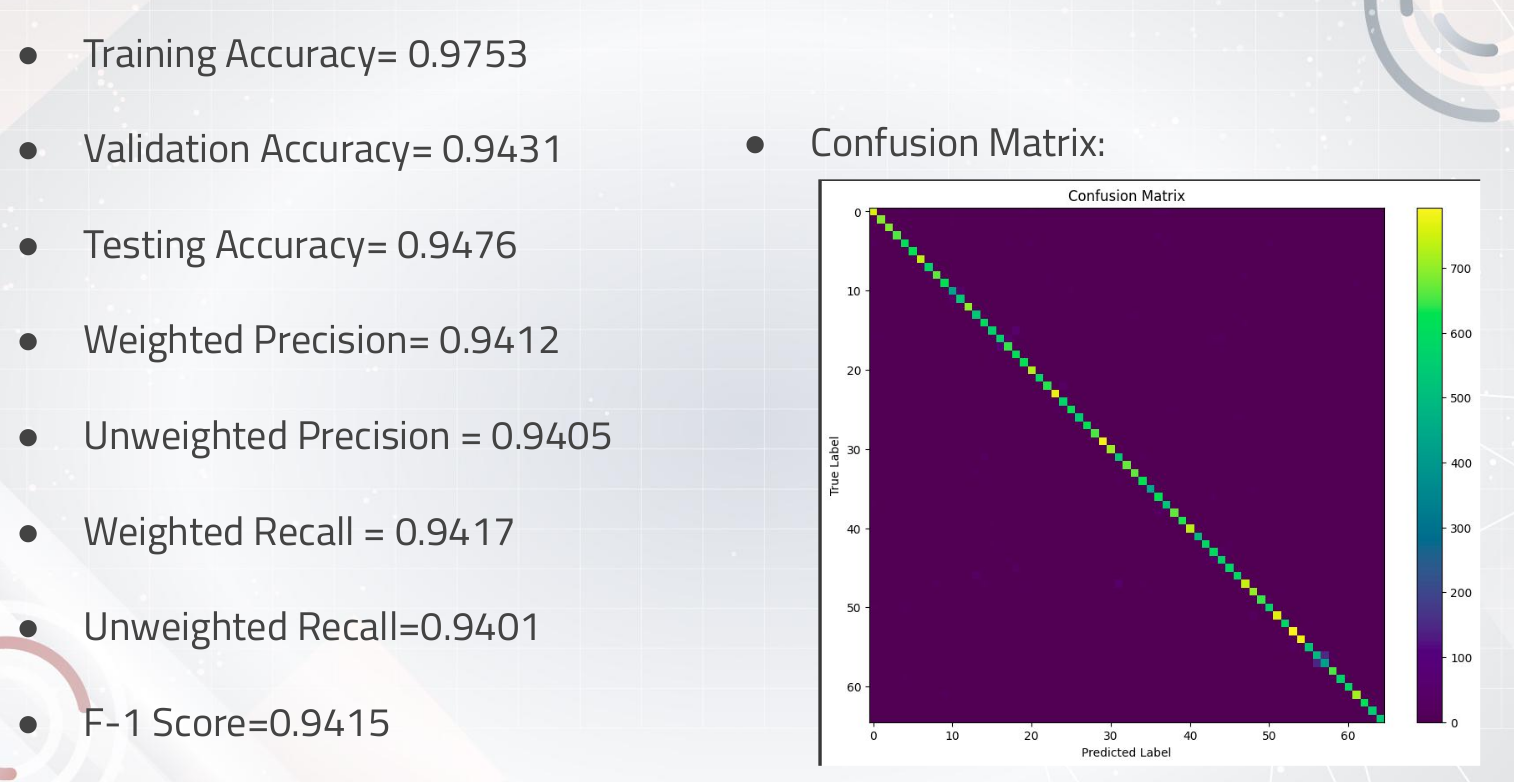 ● Training Accuracy= 0.9753
● Validation Accuracy= 0.9431
● Testing Accuracy= 0.9476
● Weighted Precision= 0.9412
● Unweighted Precision = 0.9405
● Weighted Recall = 0.9417
● Unweighted Recall=0.9401
● F-1 Score=0.9415
● Confusion Matrix:
Confusion Matrix
True Label
0
10
20
30
40
50
60
0 10 20 30 40 50 60
Predicted Label
700
600
500
400
300
200
100
0